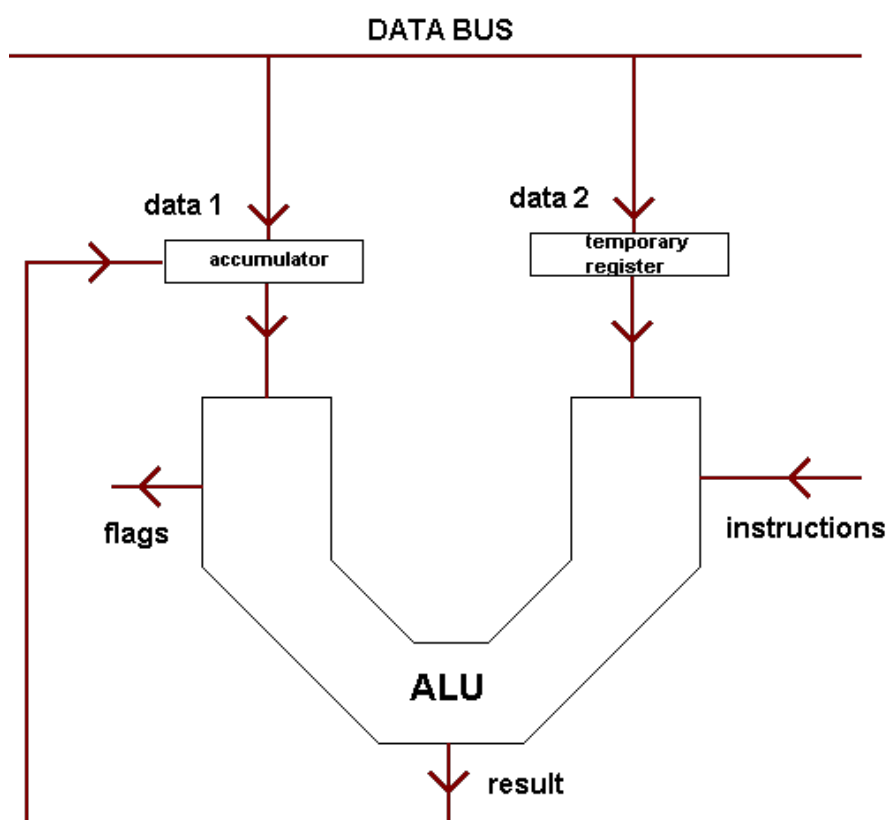 DATA BUS
data 1
data 2
accumulator
temporary
register
flags
instructions
ALU
result